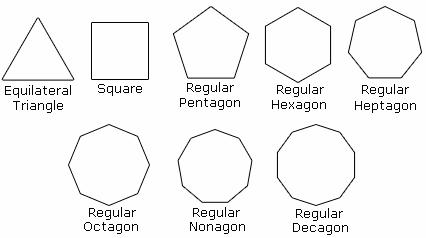 Equilateral
Triangle
Square
Regular
Pentagon
Regular
Hexagon
Regular
Heptagon
Regular
Octagon
Regular
Nonagon
Regular
Decagon